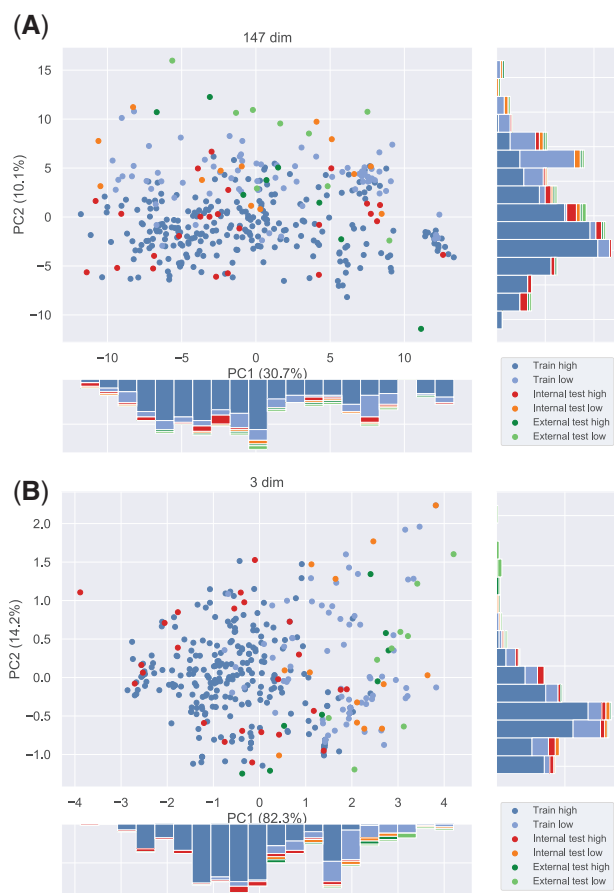 (A)
147 dim
15
10
5
0
−5
−10
PC2 (10.1%)
−10
−5
0
5
10
PC1 (30.7%)
Train high
Train low
Internal test high
Internal test low
External test high
External test low
(B)
3 dim
2.0
1.5
1.0
0.5
0.0
−0.5
−1.0
PC2 (14.2%)
−4
−3
−2
−1
0
1
2
3
4
PC1 (82.3%)
Train high
Train low
Internal test high
Internal test low
External test high
External test low